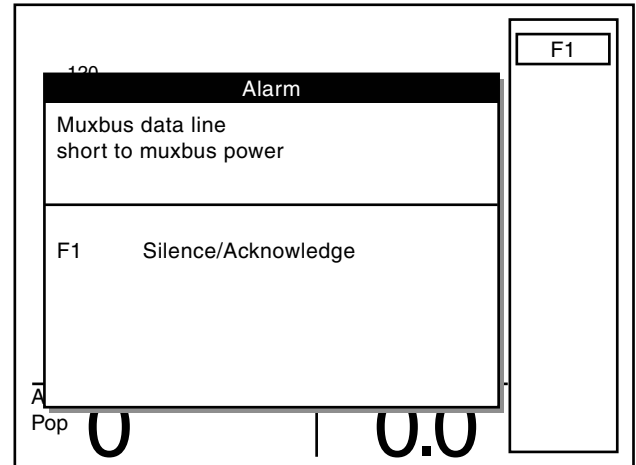 F1
Alarm
Muxbus data line
short to muxbus power
F1 Silence/Acknowledge
Pop
0
0.0